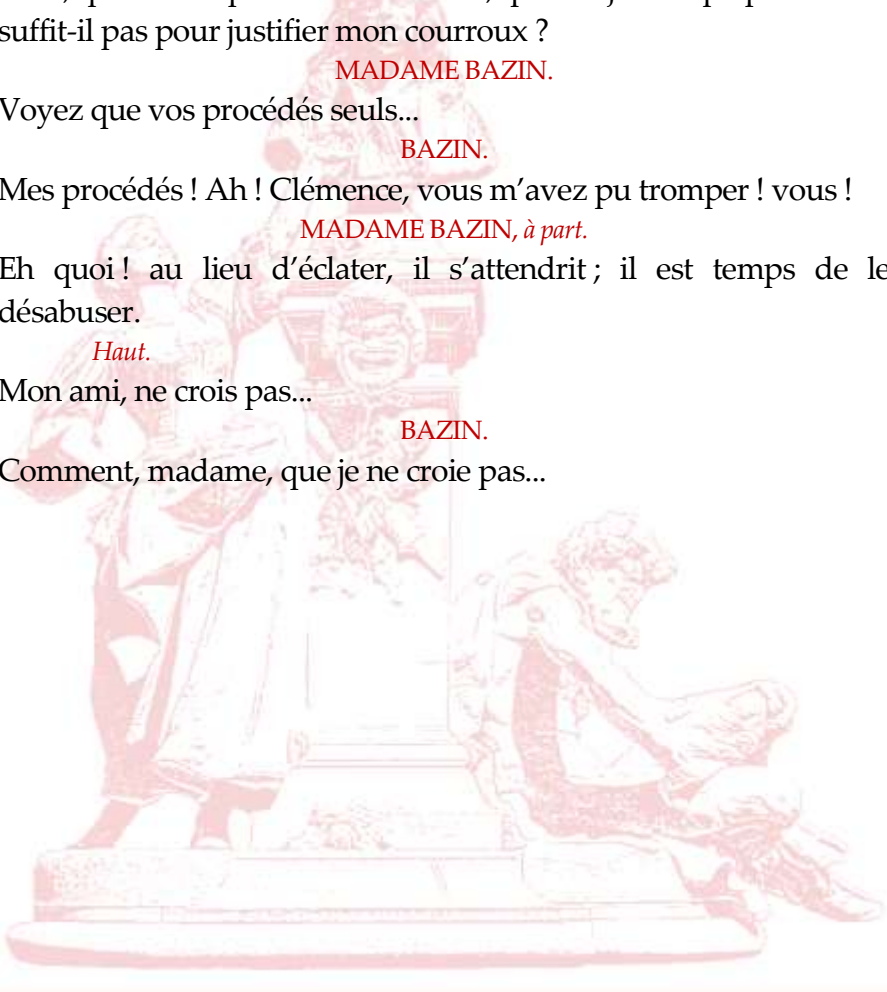 suffit-il pas pour justifier mon courroux ?
MADAME BAZIN.
Voyez que vos procédés seuls...
BAZIN.
Mes procédés ! Ah ! Clémence, vous m’avez pu tromper ! vous !
MADAME BAZIN, à part.
Eh quoi ! au lieu d’éclater, il s’attendrit ; il est temps de le
désabuser.
Haut.
Mon ami, ne crois pas...
BAZIN.
Comment, madame, que je ne croie pas...